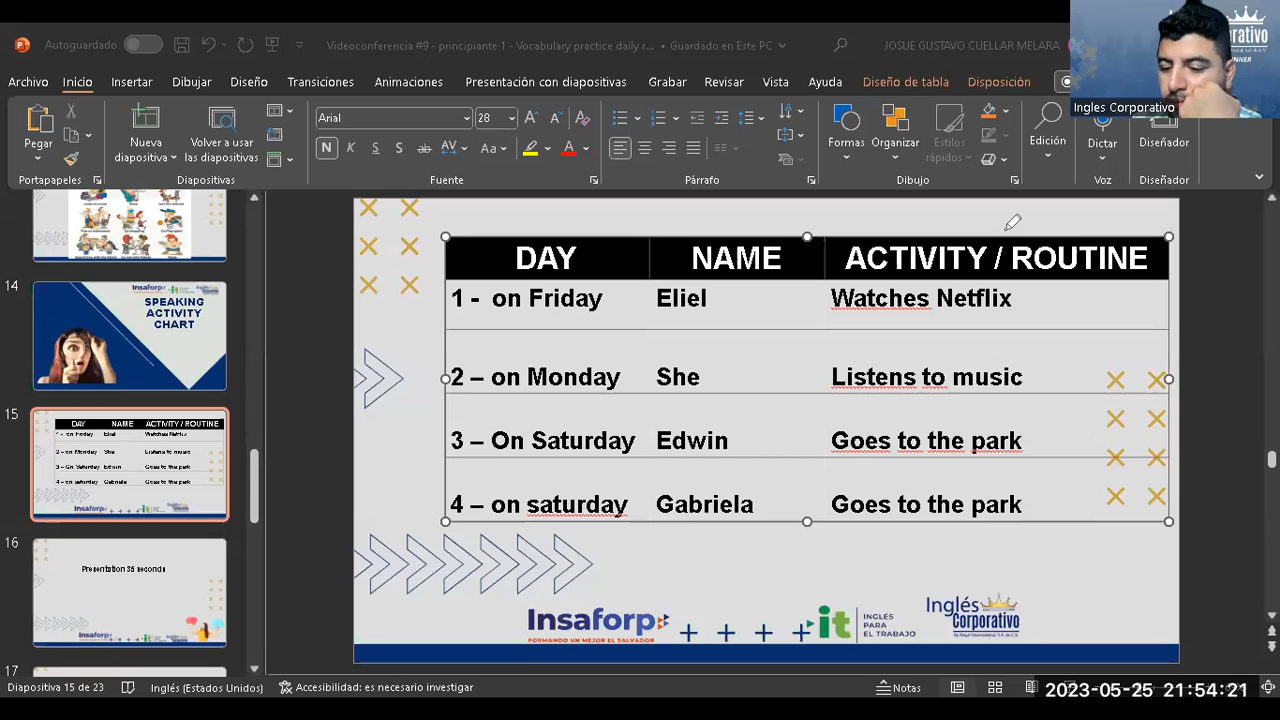 Autoguardado
Videoconferencia #9 - principiante 1 - Vocabulary practice daily r... • Guardado en Este PC
JOSUE GUSTAVO CUELLAR MELARA
Archivo Inicio Insertar Dibujar Diseño Transiciones Animaciones Presentación con diapositivas Grabar Revisar Vista Ayuda Diseño de tabla Disposición
Ingles Corporativo
Pegar
Nueva diapositiva
Volver a usar las diapositivas
Arial 28
N K S S ab AV Aa A
Formas Organizar Estilos rápidos Edición Dictar Diseñador
Portapapeles Diapositivas Fuente Párrafo Dibujo Voz Diseñador
14
SPEAKING
ACTIVITY
CHART
15
16
Presentation 35 seconds
17
DAY NAME ACTIVITY / ROUTINE
1 - on Friday Eliel Watches Netflix
2 – on Monday She Listens to music
3 – On Saturday Edwin Goes to the park
4 – on saturday Gabriela Goes to the park
Insaforp
FORMANDO UN MEJOR EL SALVADOR
it INGLÉS PARA EL TRABAJO
Inglés Corporativo
Diapositiva 15 de 23 Inglés (Estados Unidos) Accesibilidad: es necesario investigar Notas
2023-05-25 21:54:21